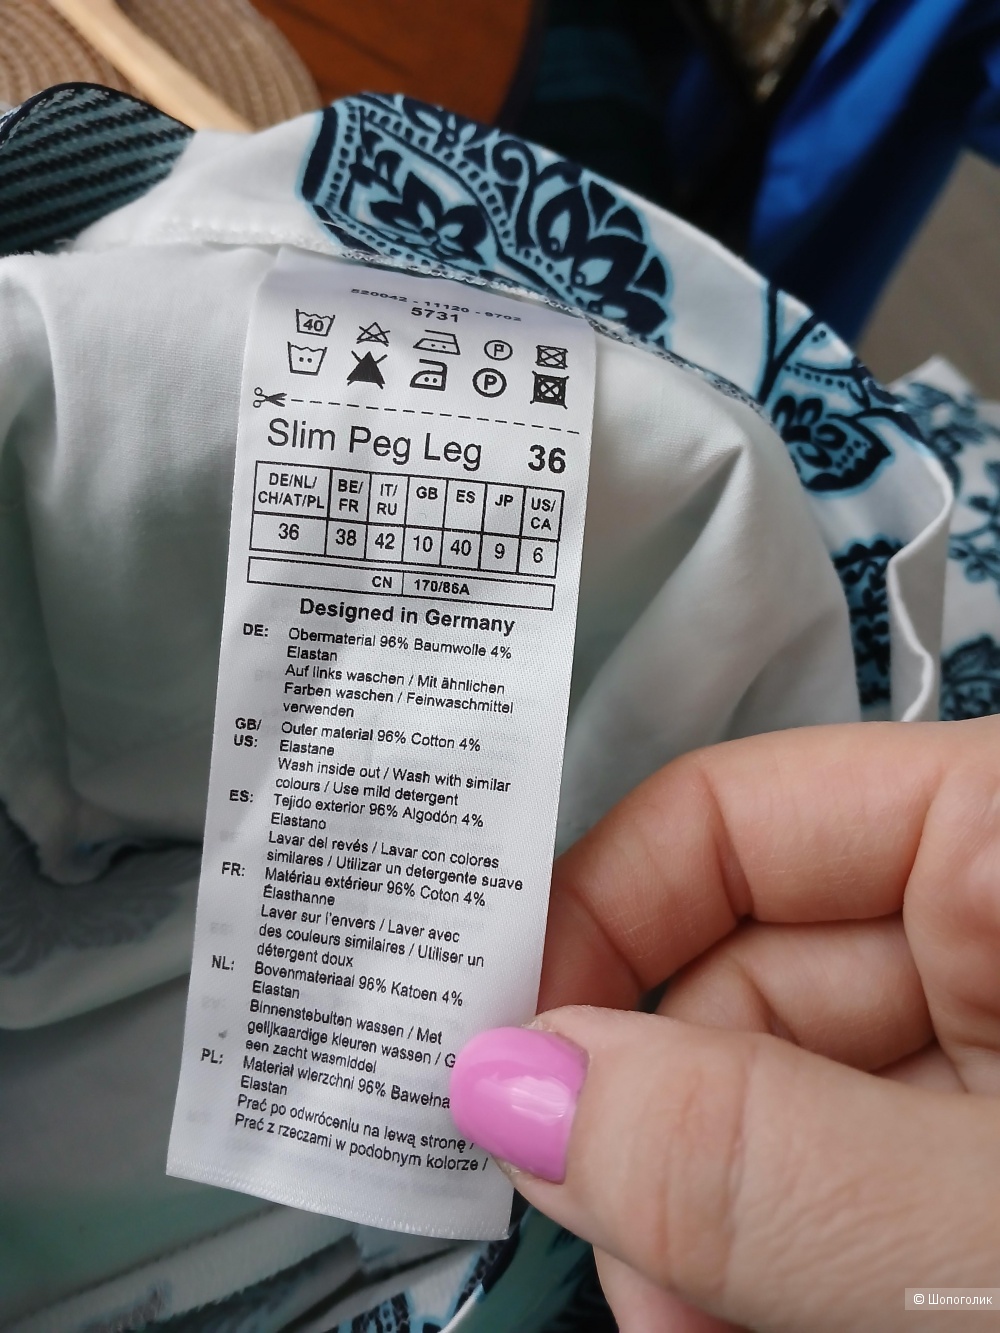 520042 - 11120 - 9702
5731
40
P
P
Slim Peg Leg 36
DE/NL/CH/AT/PL BE/FR IT/RU GB ES JP US/CA
36 38 42 10 40 9 6
CN 170/86A
Designed in Germany
DE: Obermaterial 96% Baumwolle 4%
Elastan
Auf links waschen / Mit ähnlichen
Farben waschen / Feinwaschmittel
verwenden
GB/US: Outer material 96% Cotton 4%
Elastane
Wash inside out / Wash with similar
colours / Use mild detergent
ES: Tejido exterior 96% Algodón 4%
Elastano
Lavar del revés / Lavar con colores
similares / Utilizar un detergente suave
FR: Matériau extérieur 96% Coton 4%
Élasthanne
Laver sur l'envers / Laver avec
des couleurs similaires / Utiliser un
détergent doux
NL: Bovenmateriaal 96% Katoen 4%
Elastan
Binnenstebuiten wassen / Met
gelijkaardige kleuren wassen / G
een zacht wasmiddel
PL: Materiał wierzchni 96% Bawełna
Elastan
Prać po odwróceniu na lewą stronę /
Prać z rzeczami w podobnym kolorze /
© Шопоголик